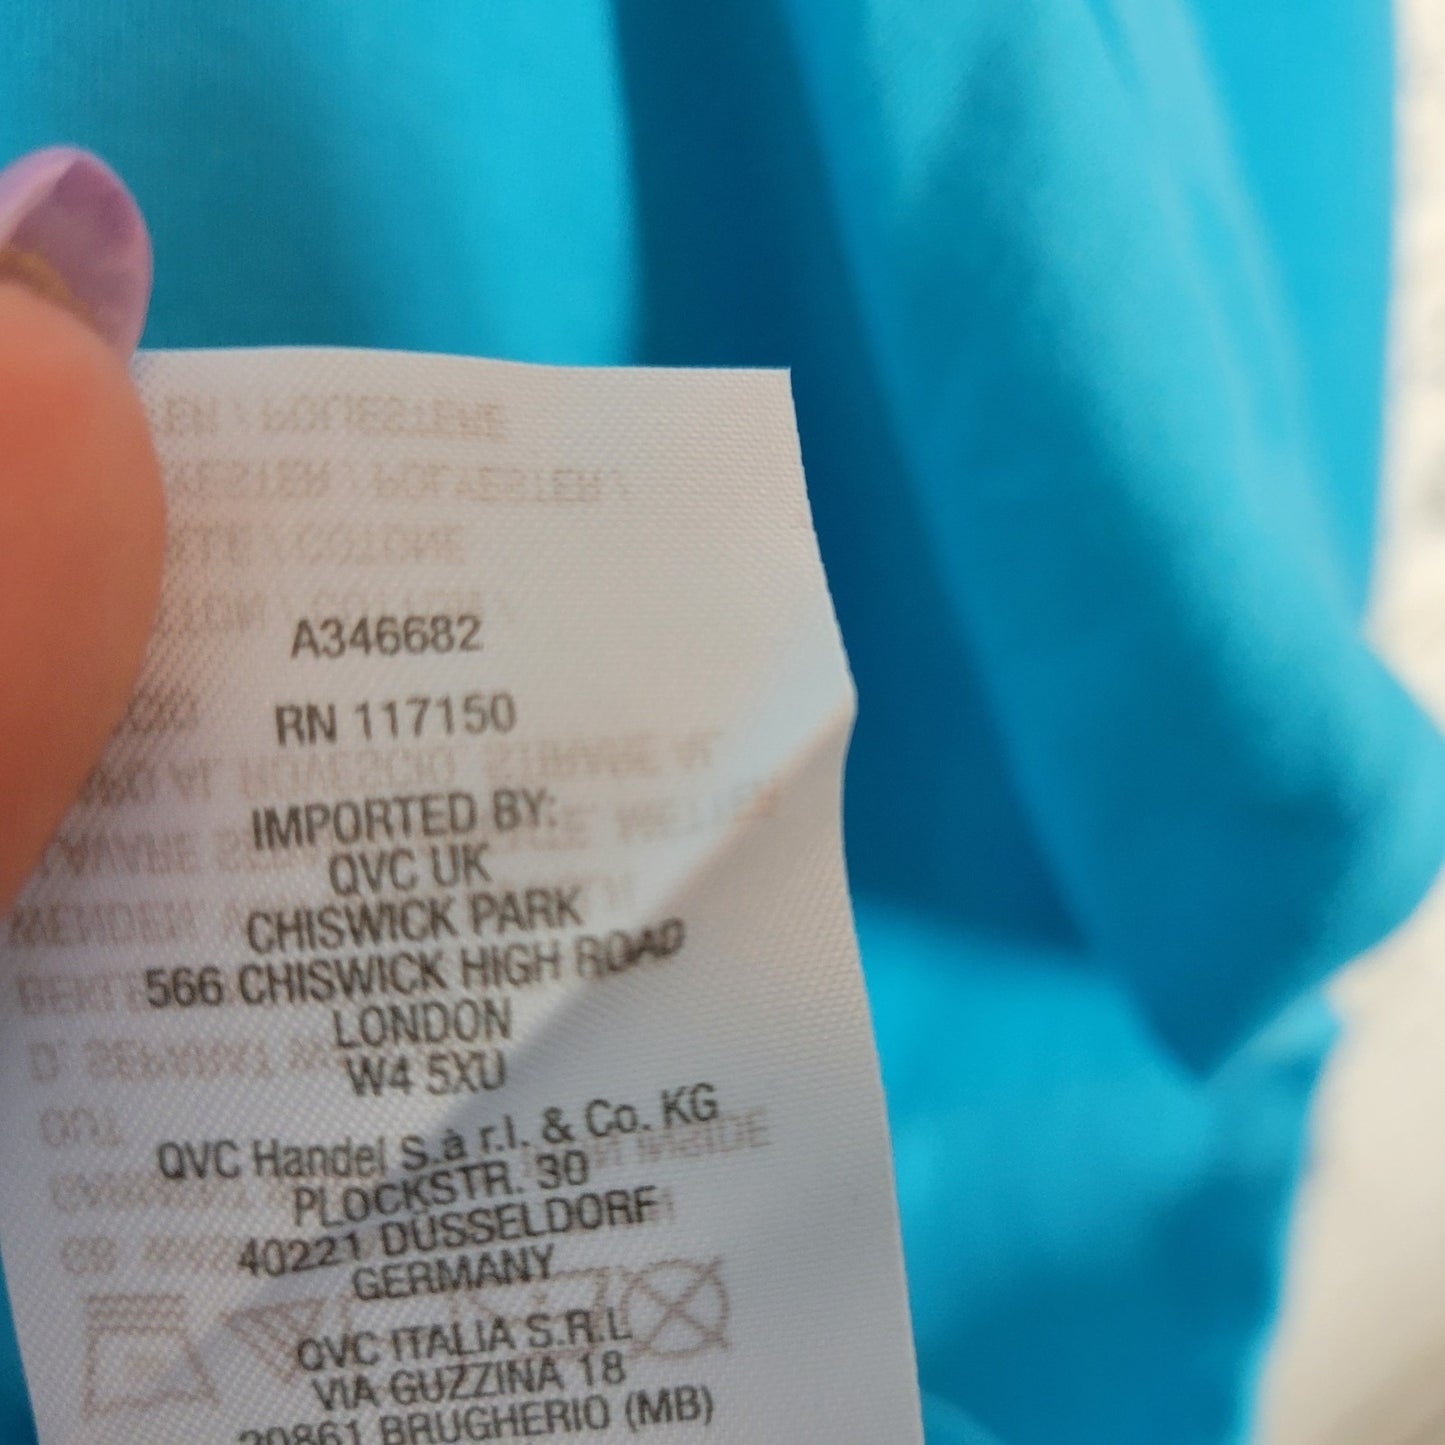 A346682
RN 117150
IMPORTED BY:
QVC UK
CHISWICK PARK
566 CHISWICK HIGH ROAD
LONDON
W4 5XU
QVC Handel S.à r.l. & Co. KG
PLOCKSTR. 30
40221 DÜSSELDORF
GERMANY
QVC ITALIA S.R.L
VIA GUZZINA 18
20861 BRUGHERIO (MB)